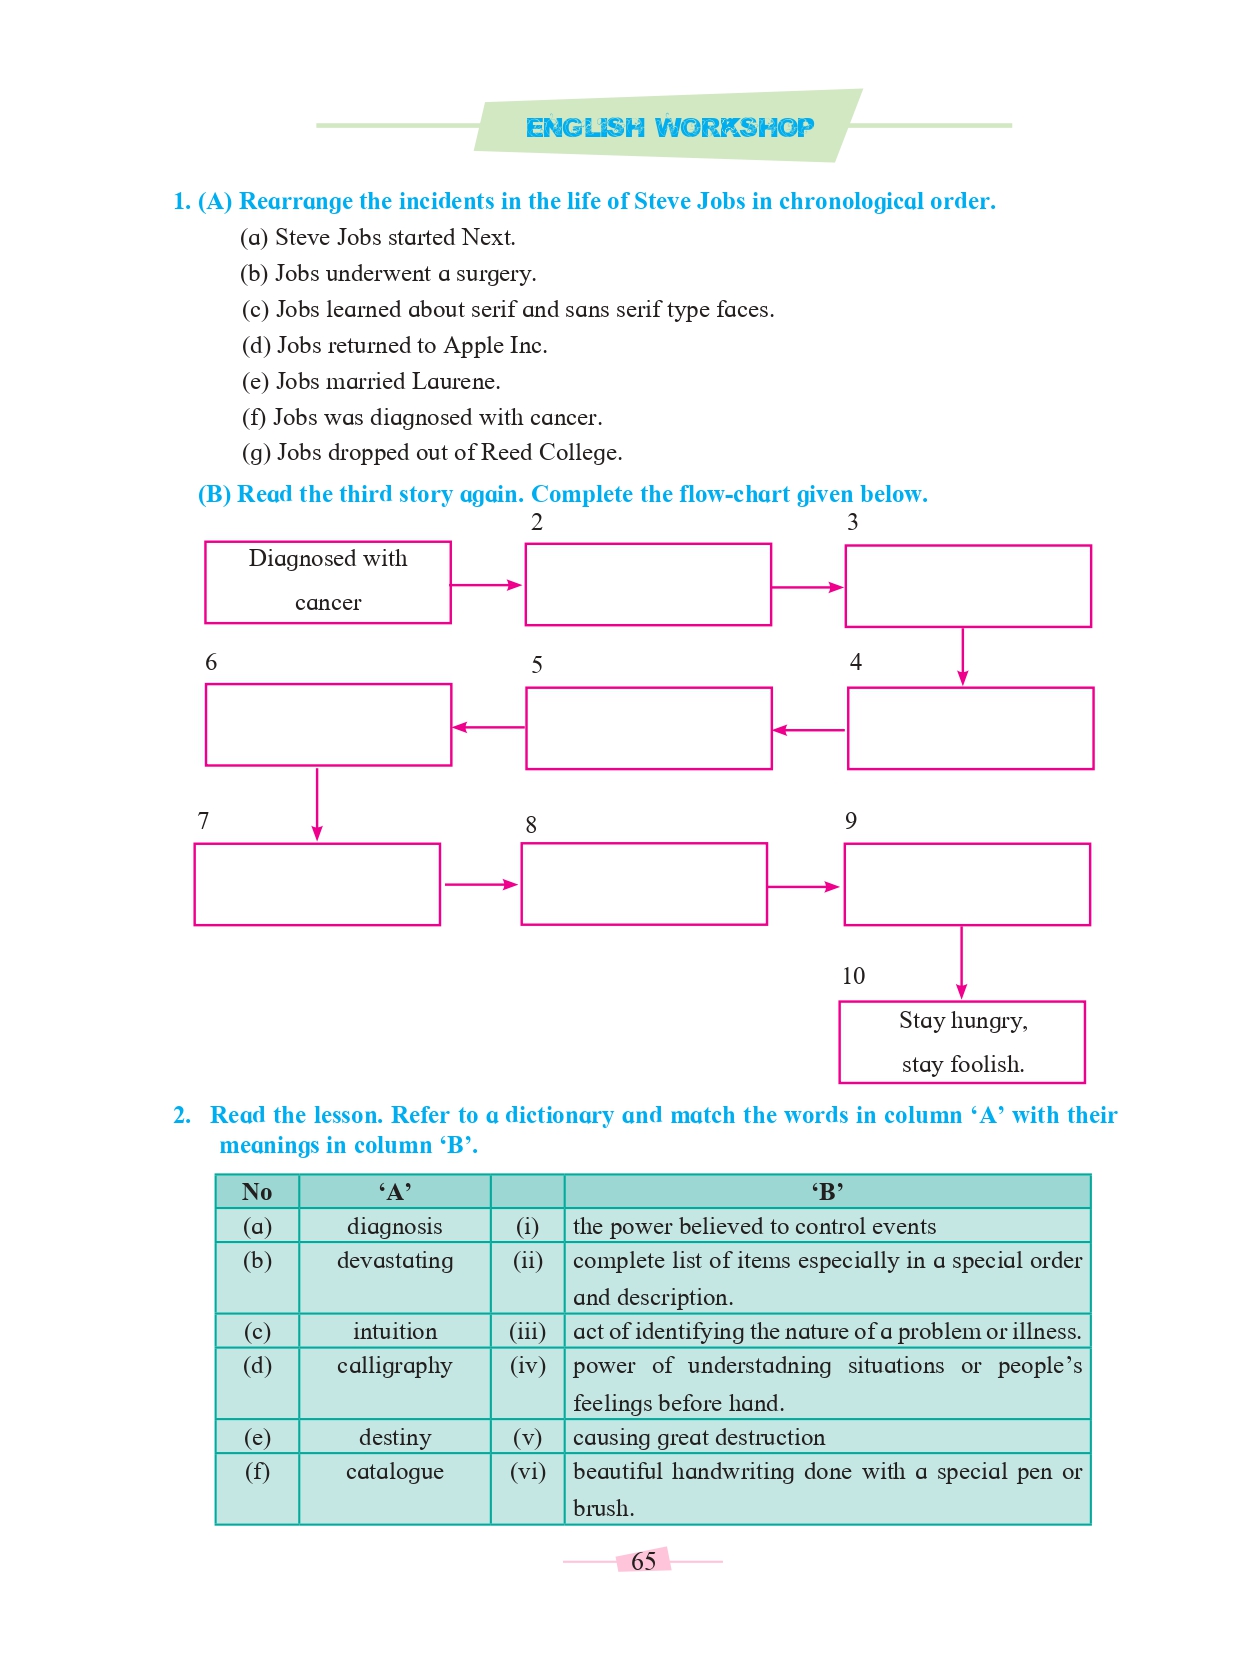 ENGLISH WORKSHOP
1. (A) Rearrange the incidents in the life of Steve Jobs in chronological order.
(a) Steve Jobs started Next.
(b) Jobs underwent a surgery.
(c) Jobs learned about serif and sans serif type faces.
(d) Jobs returned to Apple Inc.
(e) Jobs married Laurene.
(f) Jobs was diagnosed with cancer.
(g) Jobs dropped out of Reed College.
(B) Read the third story again. Complete the flow-chart given below.
2
3
Diagnosed with
cancer
6
5
4
7
8
9
10
Stay hungry,
stay foolish.
2. Read the lesson. Refer to a dictionary and match the words in column ‘A’ with their
meanings in column ‘B’.
No ‘A’ ‘B’
(a) diagnosis (i) the power believed to control events
(b) devastating (ii) complete list of items especially in a special order
and description.
(c) intuition (iii) act of identifying the nature of a problem or illness.
(d) calligraphy (iv) power of understadning situations or people’s
feelings before hand.
(e) destiny (v) causing great destruction
(f) catalogue (vi) beautiful handwriting done with a special pen or
brush.
65